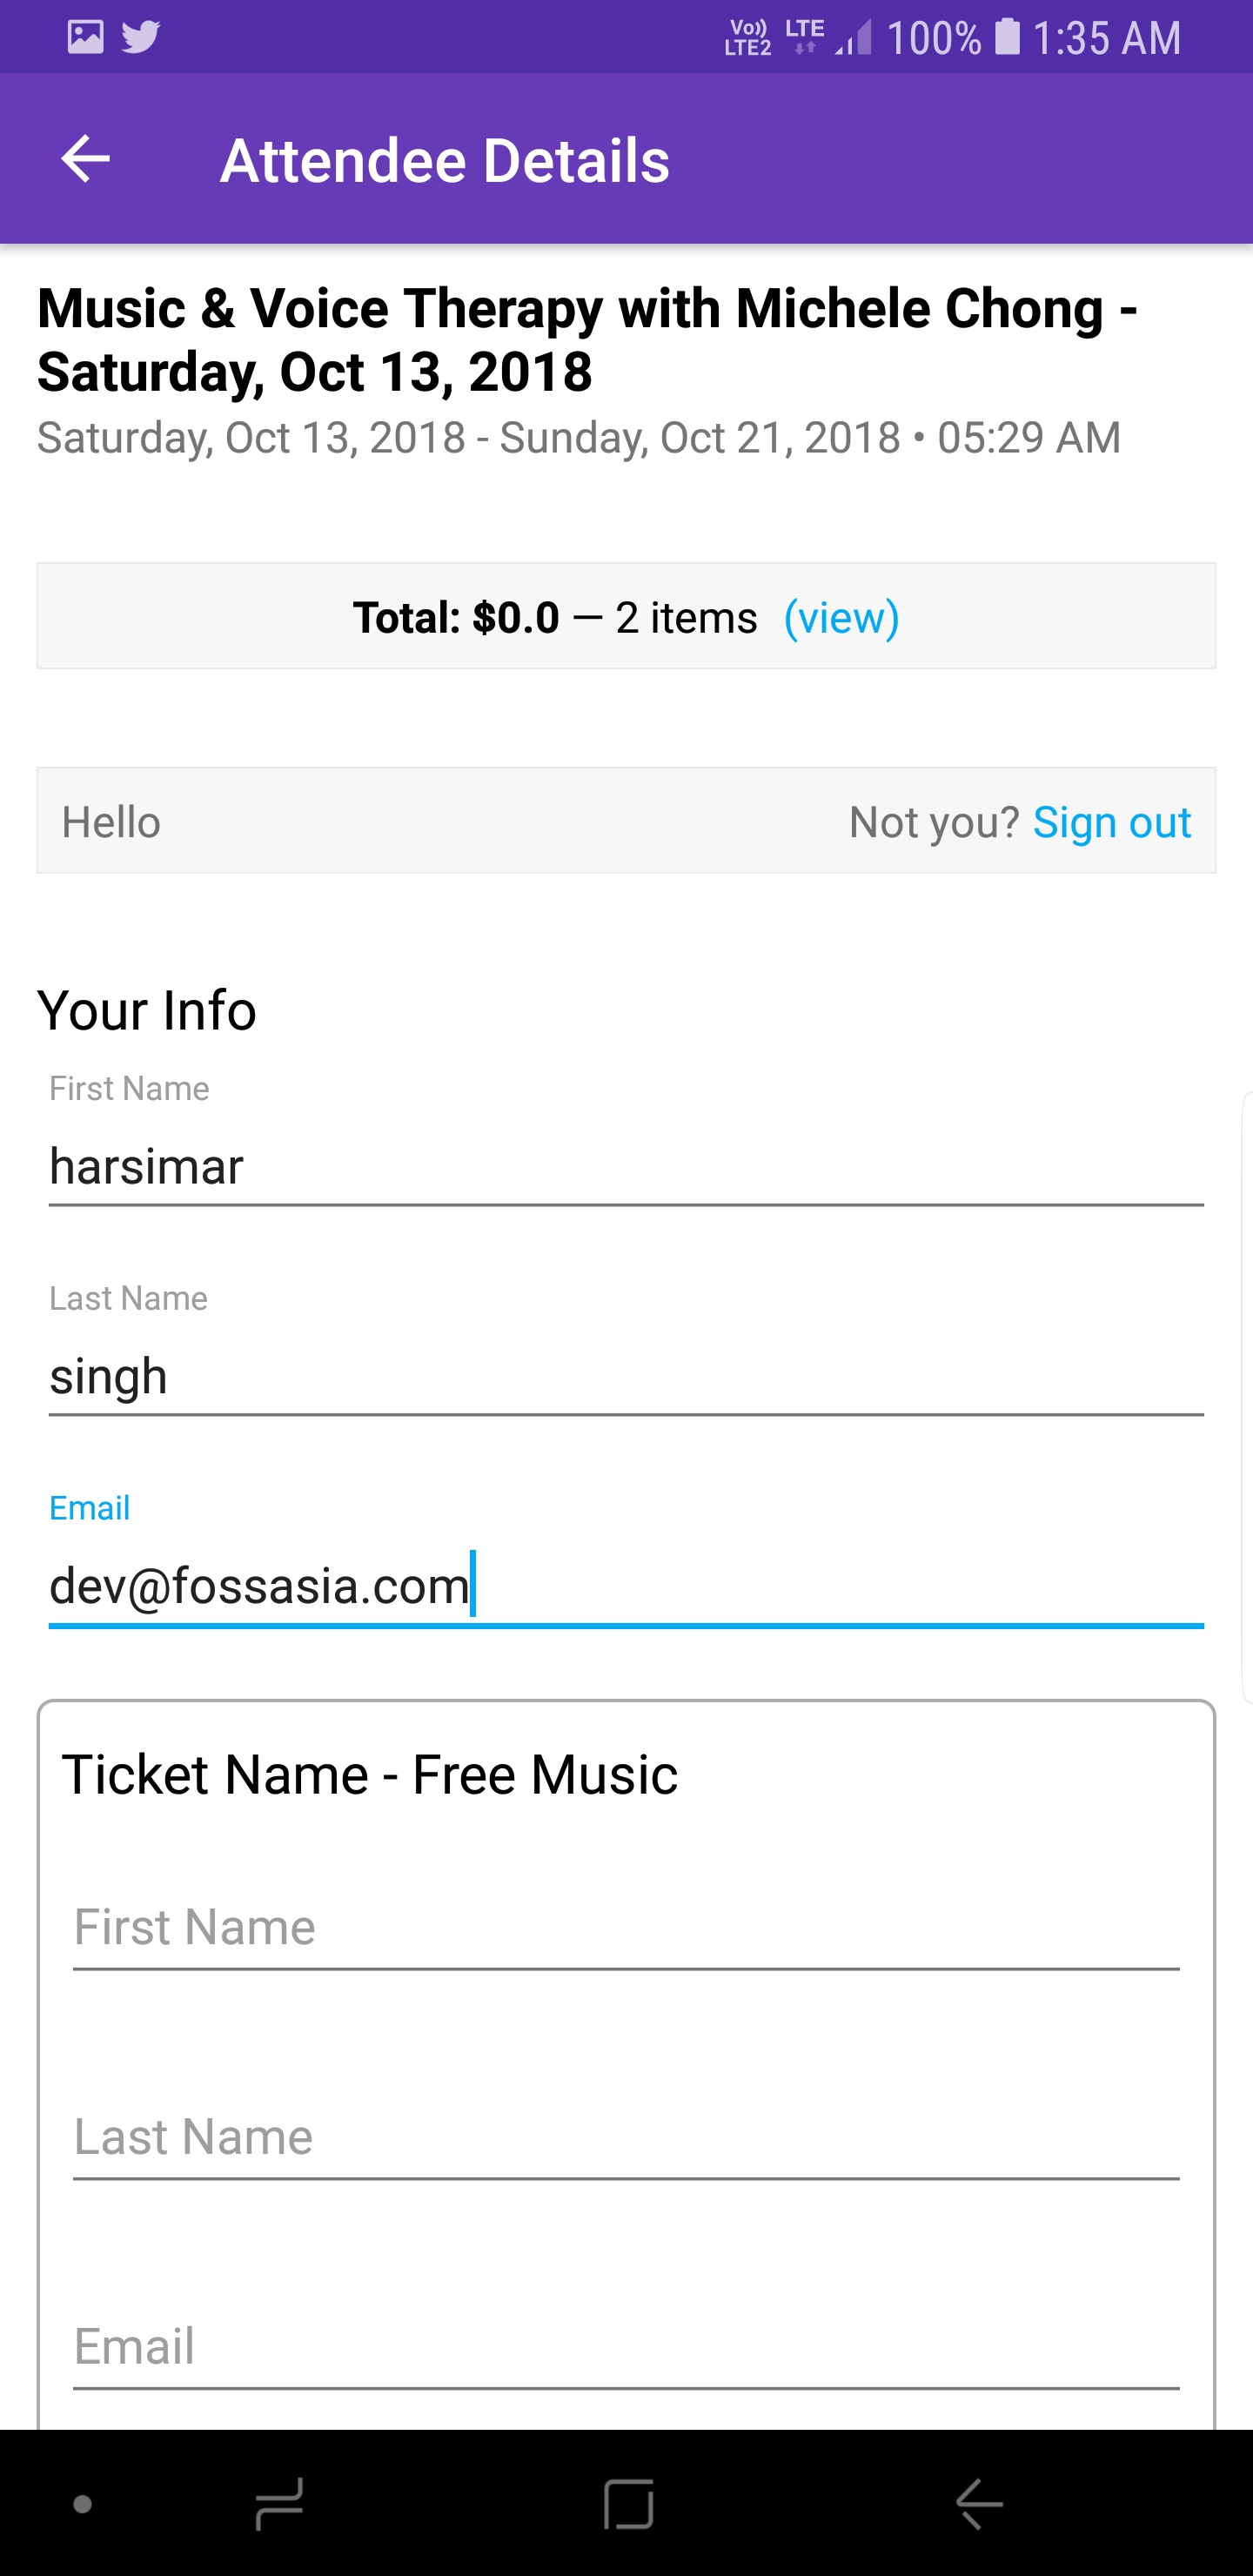 Vo)) LTE2 LTE 100% 1:35 AM
Attendee Details
Music & Voice Therapy with Michele Chong -
Saturday, Oct 13, 2018
Saturday, Oct 13, 2018 - Sunday, Oct 21, 2018 • 05:29 AM
Total: $0.0 — 2 items (view)
Hello Not you? Sign out
Your Info
First Name
harsimar
Last Name
singh
Email
dev@fossasia.com
Ticket Name - Free Music
First Name
Last Name
Email